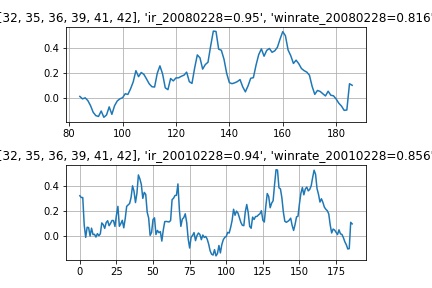 [32, 35, 36, 39, 41, 42], 'ir_20080228=0.95', 'winrate_20080228=0.816'
0.4
0.2
0.0
80 100 120 140 160 180
[32, 35, 36, 39, 41, 42], 'ir_20010228=0.94', 'winrate_20010228=0.856'
0.4
0.2
0.0
0 25 50 75 100 125 150 175